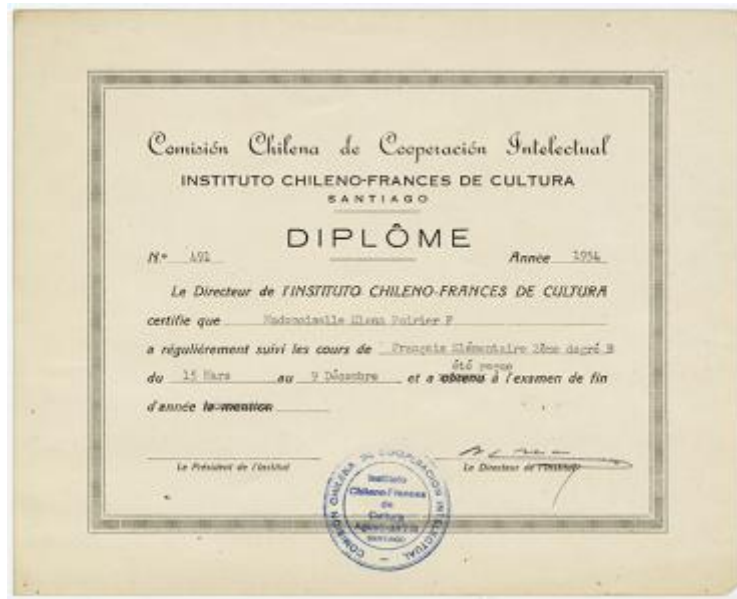 Comisión Chilena de Cooperación Intelectual
INSTITUTO CHILENO-FRANCES DE CULTURA
SANTIAGO
DIPLÔME
N.º 491 Année 1954
Le Directeur de l'INSTITUTO CHILENO-FRANCES DE CULTURA
certifie que Mademoiselle Elena Poirier P
a régulièrement suivi les cours de Français Elémentaire 2ème degré B
été reçue
du 15 Mars au 9 Décembre et a obtenu à l'examen de fin
d'année la mention
Le Président de l'Institut Le Directeur de l'Institut
COMISION CHILENA DE COOPERACION INTELECTUAL
Instituto
Chileno-Frances
de
Cultura
SANTIAGO